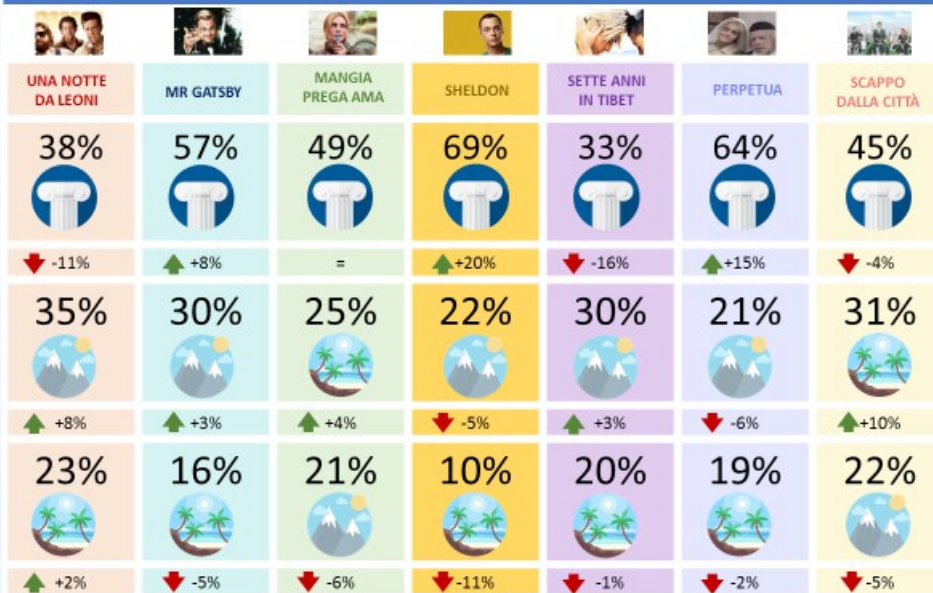 UNA NOTTE
DA LEONI
MR GATSBY
MANGIA
PREGA AMA
SHELDON
SETTE ANNI
IN TIBET
PERPETUA
SCAPPO
DALLA CITTÀ
38% 57% 49% 69% 33% 64% 45%
-11% +8% = +20% -16% +15% -4%
35% 30% 25% 22% 30% 21% 31%
+8% +3% +4% -5% +3% -6% +10%
23% 16% 21% 10% 20% 19% 22%
+2% -5% -6% -11% -1% -2% -5%